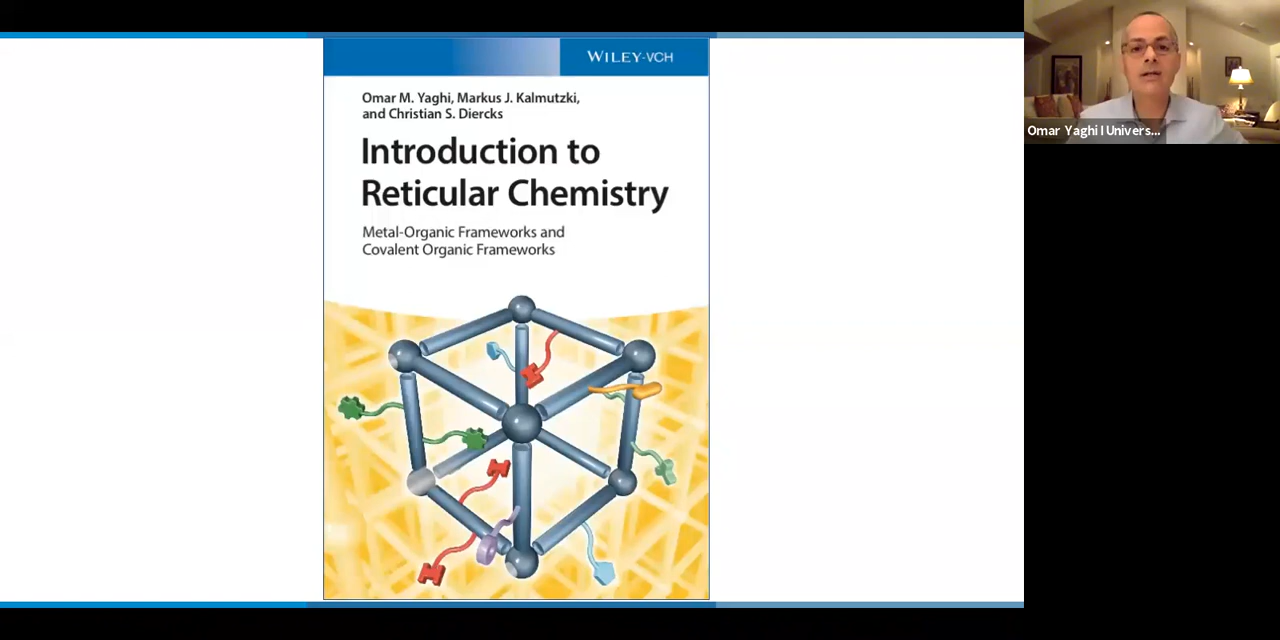 WILEY-VCH
Omar M. Yaghi, Markus J. Kalmutzki,
and Christian S. Diercks
Introduction to
Reticular Chemistry
Metal-Organic Frameworks and
Covalent Organic Frameworks
Omar Yaghi I Univers...